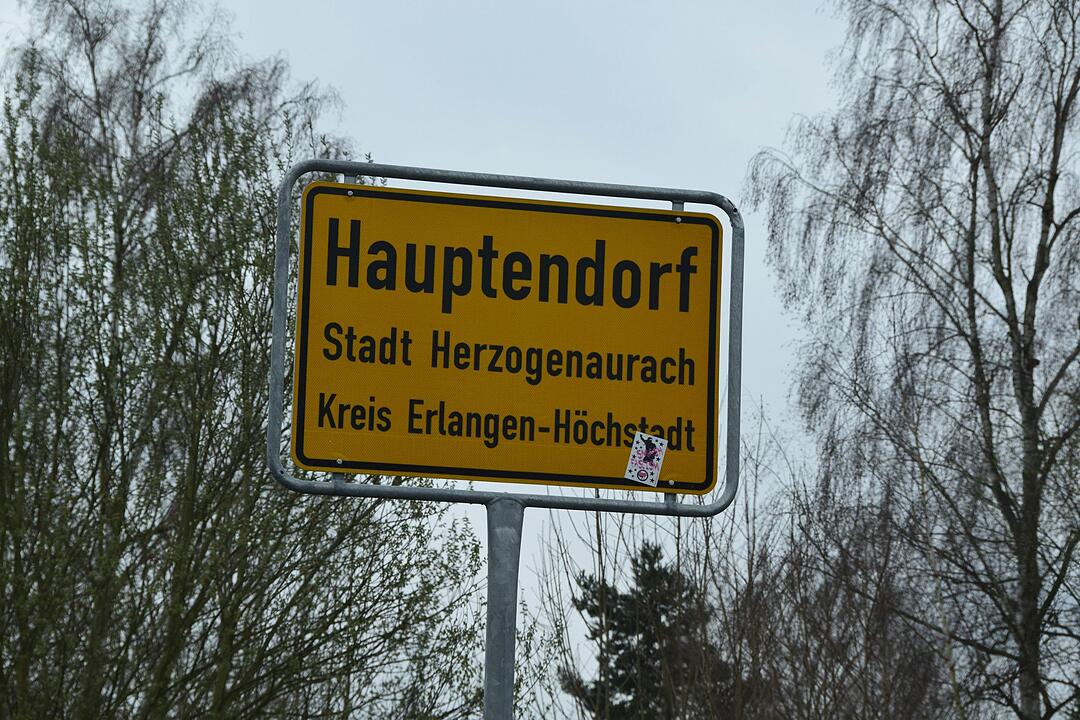 Hauptendorf
Stadt Herzogenaurach
Kreis Erlangen-Höchstadt